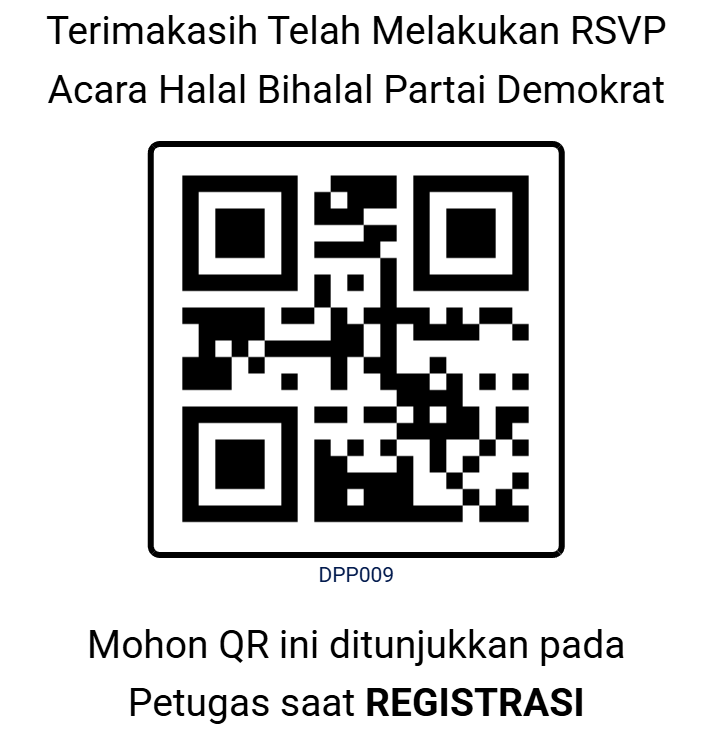 Terimakasih Telah Melakukan RSVP
Acara Halal Bihalal Partai Demokrat
DPP009
Mohon QR ini ditunjukkan pada
Petugas saat REGISTRASI